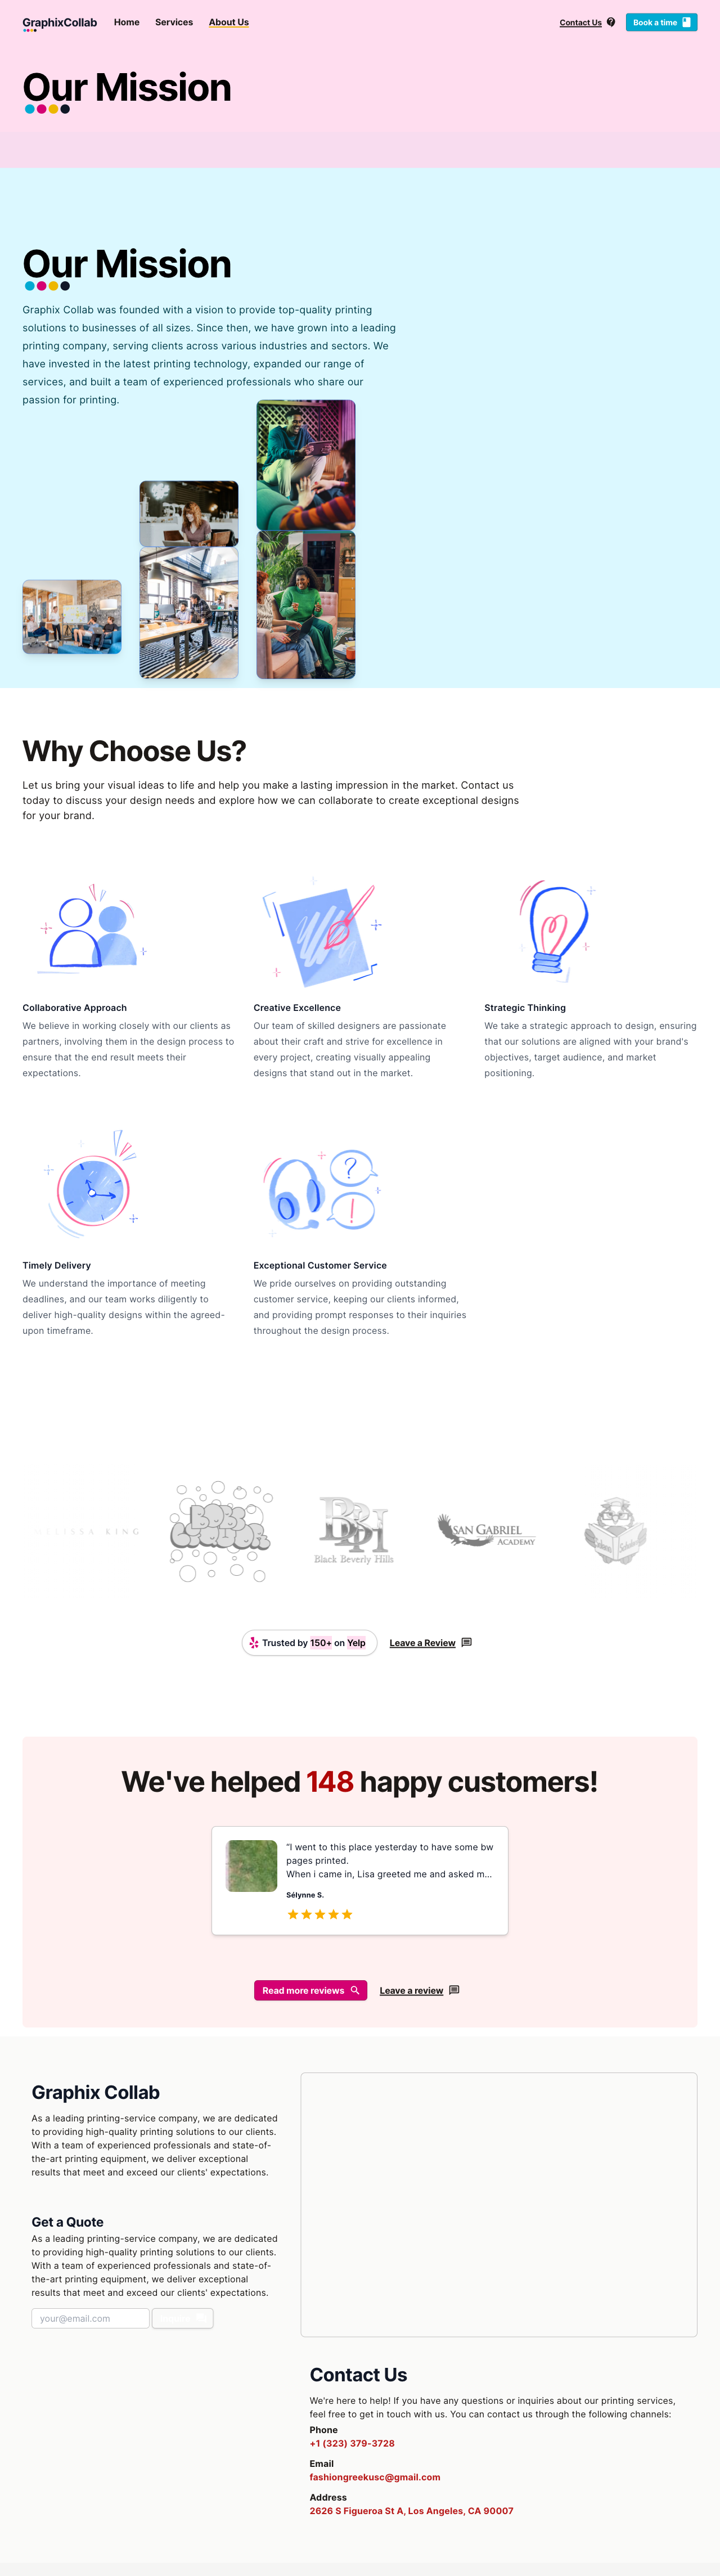 GraphixCollab
Home
Services
About Us
Contact Us
Book a time
Our Mission
Our Mission
Graphix Collab was founded with a vision to provide top-quality printing
solutions to businesses of all sizes. Since then, we have grown into a leading
printing company, serving clients across various industries and sectors. We
have invested in the latest printing technology, expanded our range of
services, and built a team of experienced professionals who share our
passion for printing.
Why Choose Us?
Let us bring your visual ideas to life and help you make a lasting impression in the market. Contact us
today to discuss your design needs and explore how we can collaborate to create exceptional designs
for your brand.
Collaborative Approach
We believe in working closely with our clients as
partners, involving them in the design process to
ensure that the end result meets their
expectations.
Creative Excellence
Our team of skilled designers are passionate
about their craft and strive for excellence in
every project, creating visually appealing
designs that stand out in the market.
Strategic Thinking
We take a strategic approach to design, ensuring
that our solutions are aligned with your brand's
objectives, target audience, and market
positioning.
Timely Delivery
We understand the importance of meeting
deadlines, and our team works diligently to
deliver high-quality designs within the agreed-
upon timeframe.
Exceptional Customer Service
We pride ourselves on providing outstanding
customer service, keeping our clients informed,
and providing prompt responses to their inquiries
throughout the design process.
MELISSA KING
BBH
Black Beverly Hills
SAN GABRIEL
ACADEMY
Trusted by 150+ on Yelp
Leave a Review
We've helped 148 happy customers!
"I went to this place yesterday to have some bw
pages printed.
When i came in, Lisa greeted me and asked m...
Sélynne S.
Read more reviews
Leave a review
Graphix Collab
As a leading printing-service company, we are dedicated
to providing high-quality printing solutions to our clients.
With a team of experienced professionals and state-of-
the-art printing equipment, we deliver exceptional
results that meet and exceed our clients' expectations.
Get a Quote
As a leading printing-service company, we are dedicated
to providing high-quality printing solutions to our clients.
With a team of experienced professionals and state-of-
the-art printing equipment, we deliver exceptional
results that meet and exceed our clients' expectations.
your@email.com
Contact Us
We're here to help! If you have any questions or inquiries about our printing services,
feel free to get in touch with us. You can contact us through the following channels:
Phone
+1 (323) 379-3728
Email
fashiongreekusc@gmail.com
Address
2626 S Figueroa St A, Los Angeles, CA 90007